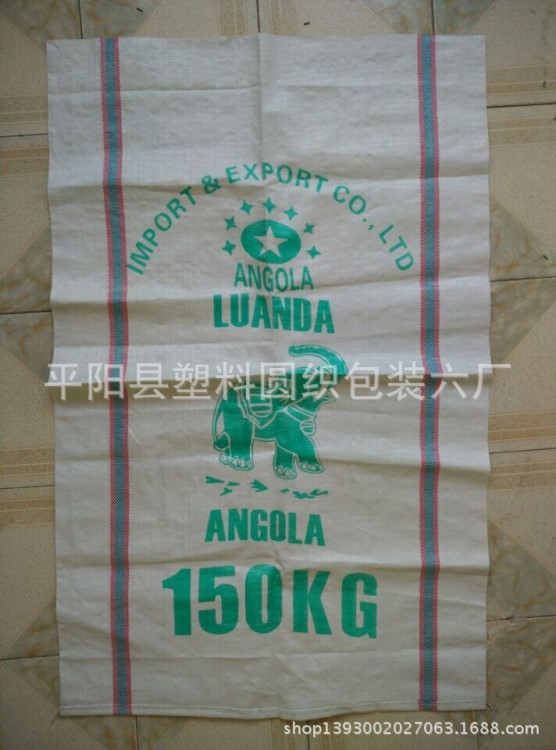 IMPORT & EXPORT CO., LTD
ANGOLA
LUANDA
平阳县塑料圆织包装六厂
ANGOLA
150KG
shop1393002027063.1688.com